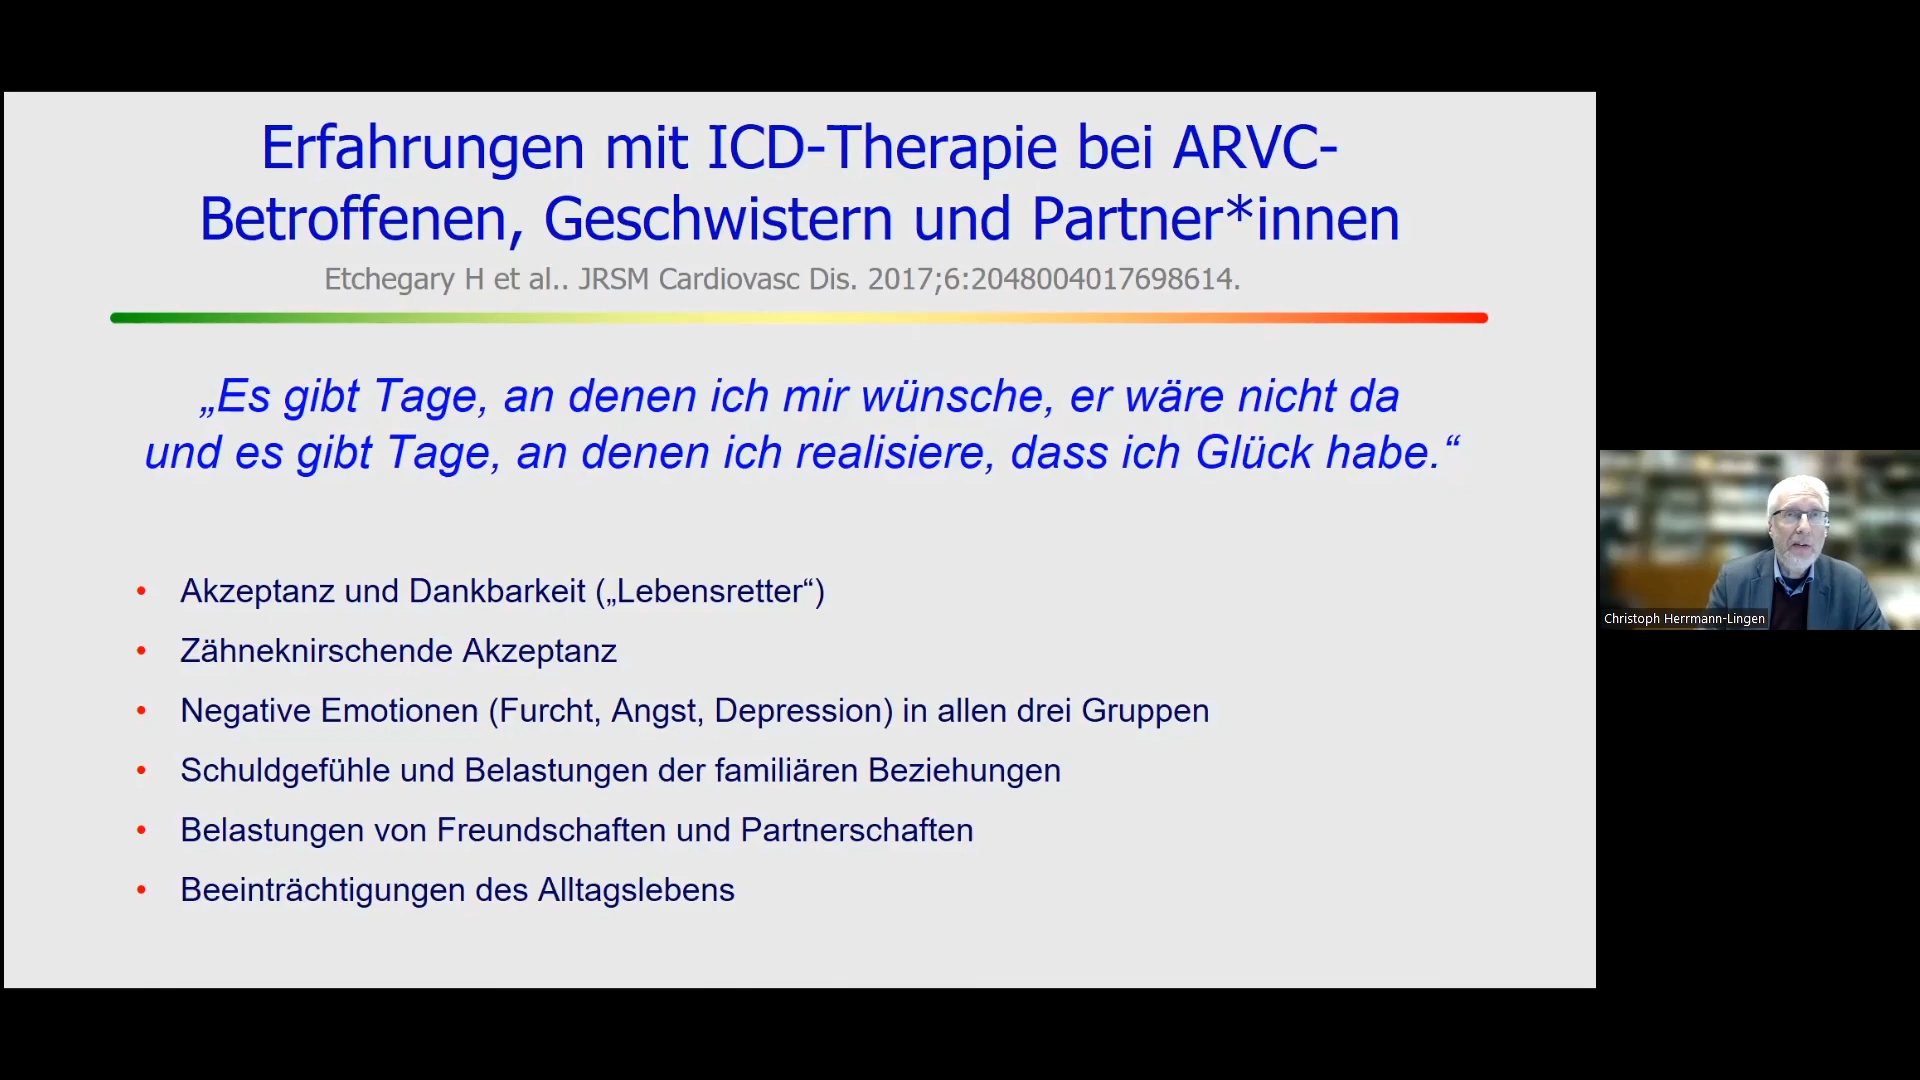 Erfahrungen mit ICD-Therapie bei ARVC-
Betroffenen, Geschwistern und Partner*innen
Etchegary H et al.. JRSM Cardiovasc Dis. 2017;6:2048004017698614.
„Es gibt Tage, an denen ich mir wünsche, er wäre nicht da
und es gibt Tage, an denen ich realisiere, dass ich Glück habe.“
• Akzeptanz und Dankbarkeit („Lebensretter“)
• Zähneknirschende Akzeptanz
• Negative Emotionen (Furcht, Angst, Depression) in allen drei Gruppen
• Schuldgefühle und Belastungen der familiären Beziehungen
• Belastungen von Freundschaften und Partnerschaften
• Beeinträchtigungen des Alltagslebens
Christoph Herrmann-Lingen